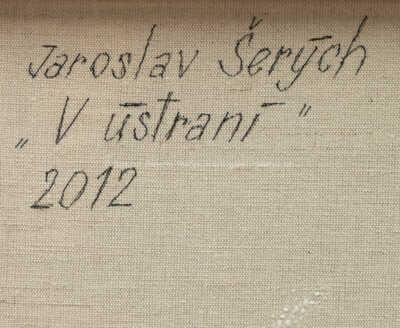 Jaroslav Šerých
„V ústraní"
2012